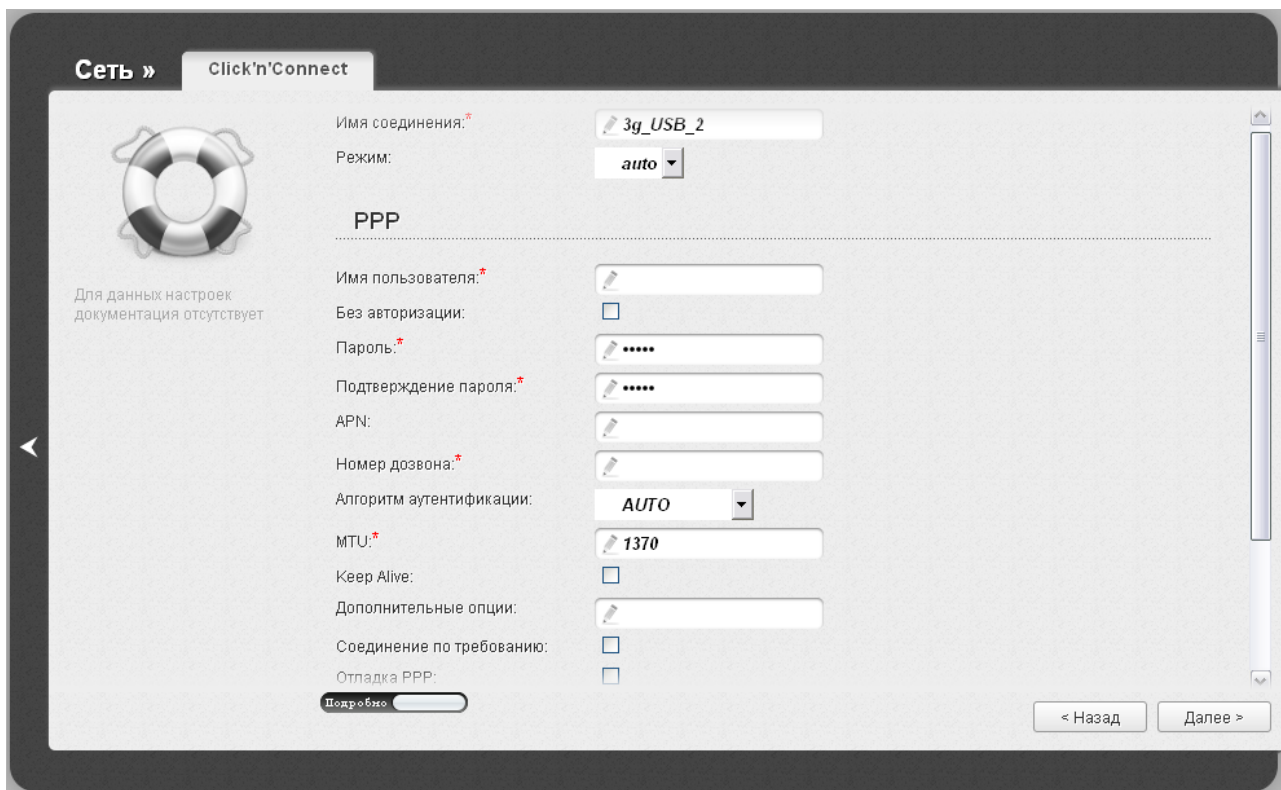 Сеть »
Click'n'Connect
Имя соединения:*
3g_USB_2
Режим:
auto
PPP
Для данных настроек
документация отсутствует
Имя пользователя:*
Без авторизации:
Пароль:*
•••••
Подтверждение пароля:*
•••••
APN:
Номер дозвона:*
Алгоритм аутентификации:
AUTO
MTU:*
1370
Keep Alive:
Дополнительные опции:
Соединение по требованию:
Отладка PPP:
Подробно
< Назад
Далее >